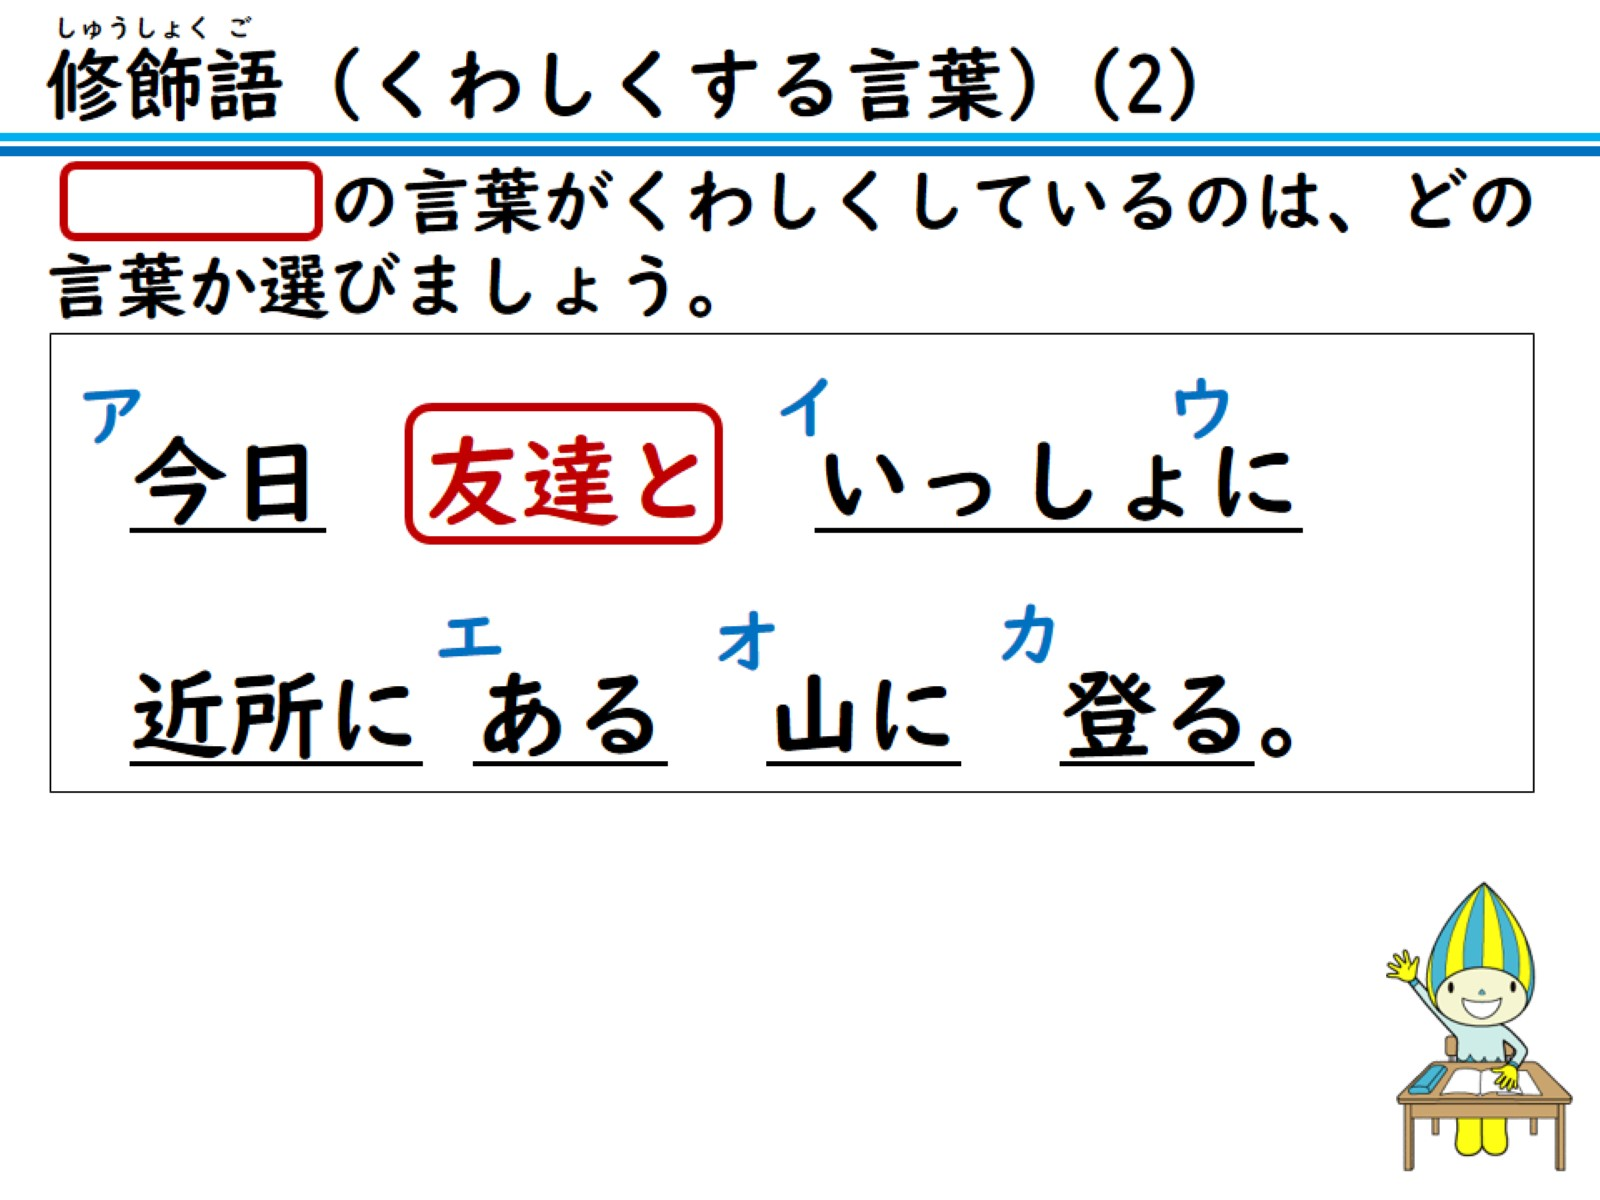 しゅうしょく ご
修飾語（くわしくする言葉）(2)
の言葉がくわしくしているのは、どの
言葉か選びましょう。
ア イ ウ
今日 友達と いっしょに
エ オ カ
近所に ある 山に 登る。